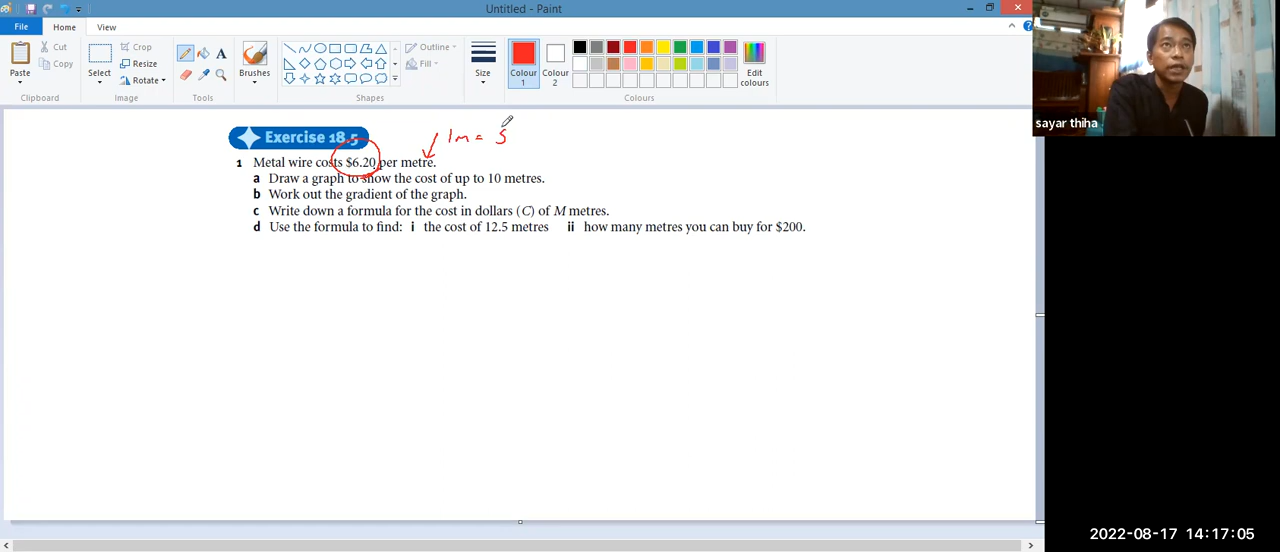 Untitled - Paint
File Home View
Paste
Cut
Copy
Clipboard
Select
Crop
Resize
Rotate
Image
Tools
Brushes
Shapes
Outline
Fill
Size
Colour 1
Colour 2
Edit colours
Colours
Exercise 18.5
1m = S
1 Metal wire costs $6.20 per metre.
a Draw a graph to show the cost of up to 10 metres.
b Work out the gradient of the graph.
c Write down a formula for the cost in dollars (C) of M metres.
d Use the formula to find: i the cost of 12.5 metres ii how many metres you can buy for $200.
sayar thiha
2022-08-17 14:17:05